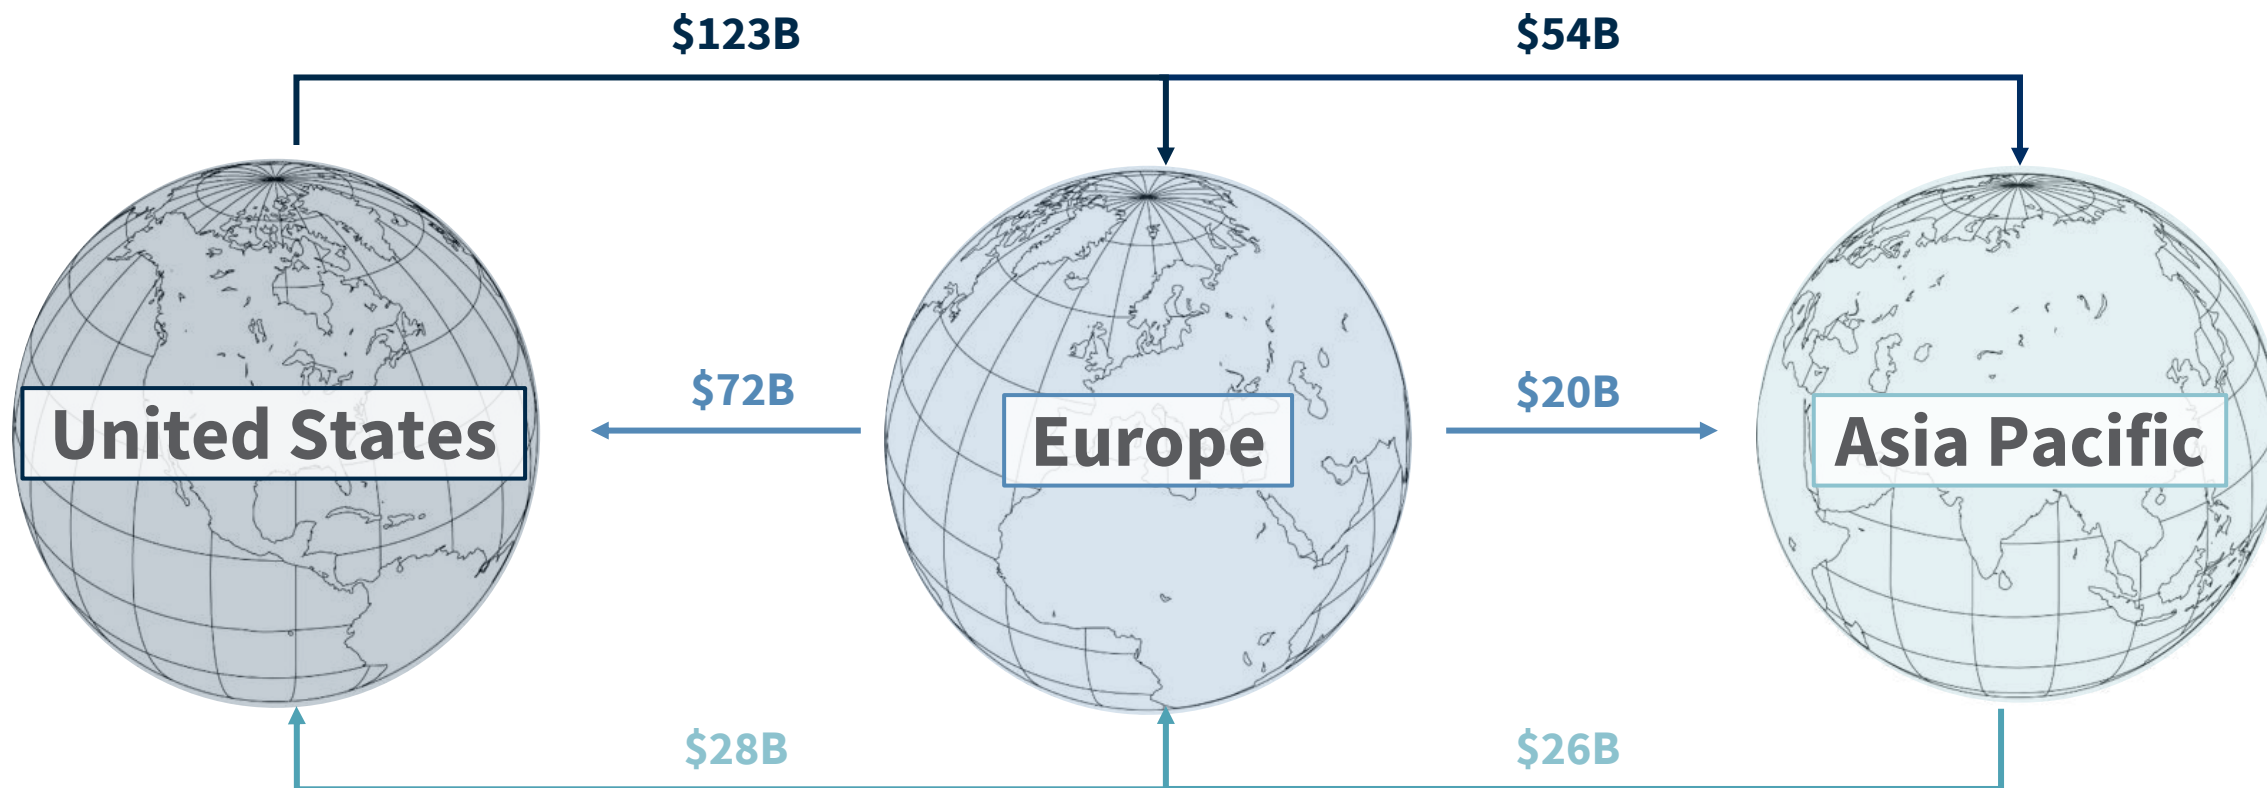 $123B
$54B
$72B
$20B
United States
Europe
Asia Pacific
$28B
$26B